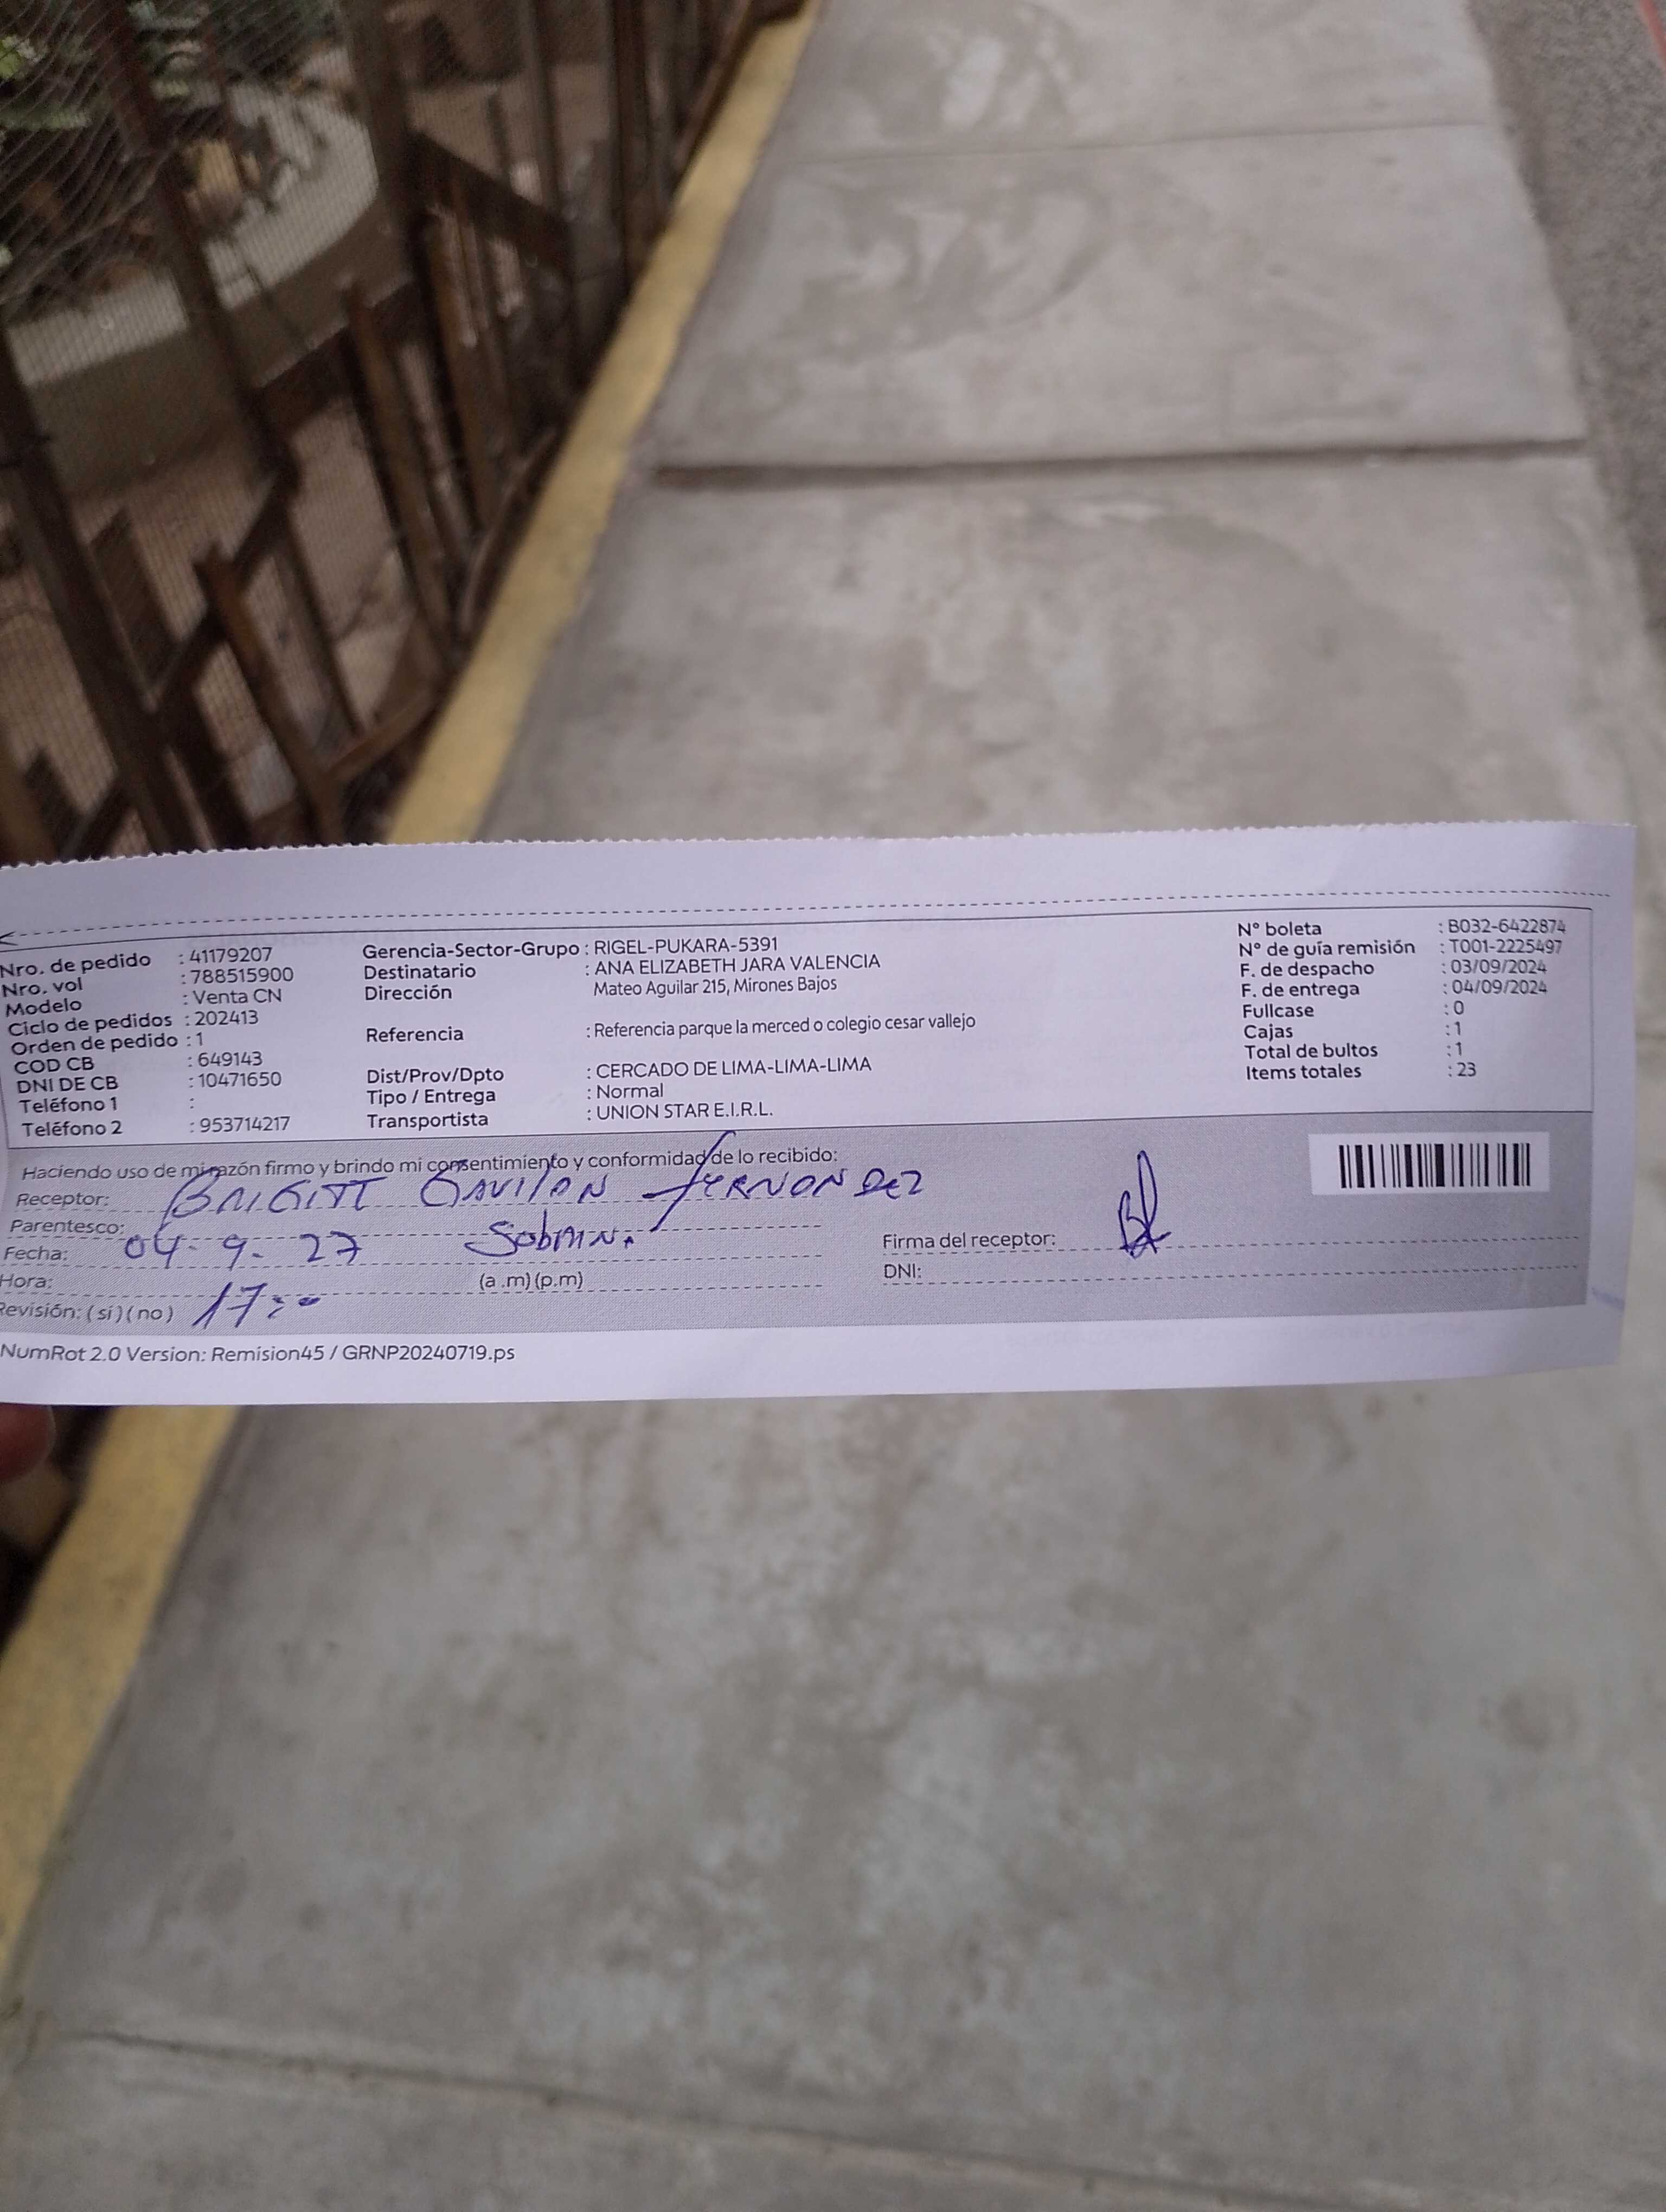 Nro. de pedido : 41179207
Nro. vol : 788515900
Modelo : Venta CN
Ciclo de pedidos : 202413
Orden de pedido : 1
COD CB : 649143
DNI DE CB : 10471650
Teléfono 1 :
Teléfono 2 : 953714217
Gerencia-Sector-Grupo : RIGEL-PUKARA-5391
Destinatario : ANA ELIZABETH JARA VALENCIA
Dirección Mateo Aguilar 215, Mirones Bajos
Referencia : Referencia parque la merced o colegio cesar vallejo
Dist/Prov/Dpto : CERCADO DE LIMA-LIMA-LIMA
Tipo / Entrega : Normal
Transportista : UNION STAR E.I.R.L.
N° boleta : B032-6422874
N° de guía remisión : T001-2225497
F. de despacho : 03/09/2024
F. de entrega : 04/09/2024
Fullcase : 0
Cajas : 1
Total de bultos : 1
Items totales : 23
Haciendo uso de mi razón firmo y brindo mi consentimiento y conformidad de lo recibido:
Receptor: BRIGITT GAVILAN FERNANDEZ
Parentesco: Sobrina
Fecha: 04-9-27
Hora: 17:00 (a.m) (p.m)
Revisión: (si) (no)
Firma del receptor:
DNI:
NumRot 2.0 Version: Remision45 / GRNP20240719.ps